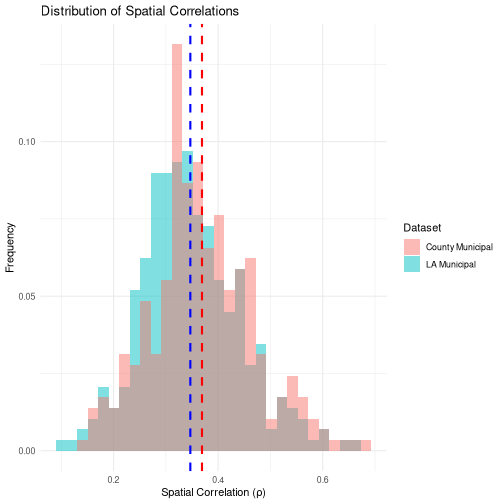 Distribution of Spatial Correlations
Frequency
0.10
0.05
0.00
0.2
0.4
0.6
Spatial Correlation (ρ)
Dataset
County Municipal
LA Municipal